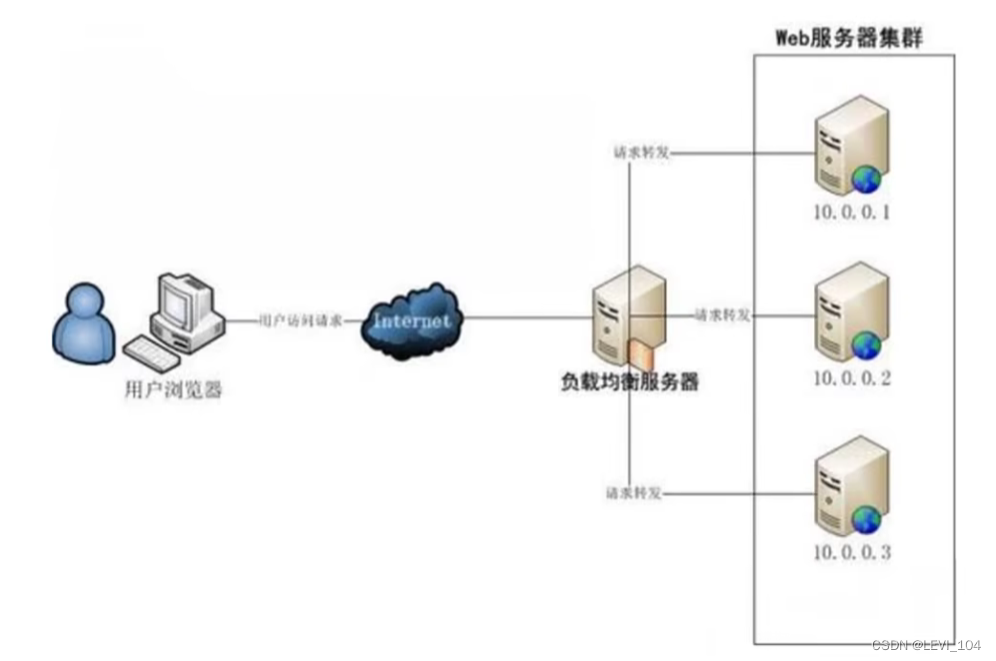 Web服务器集群
请求转发
10.0.0.1
用户访问请求
Internet
请求转发
用户浏览器
负载均衡服务器
10.0.0.2
请求转发
10.0.0.3
CSDN @LEVI_104